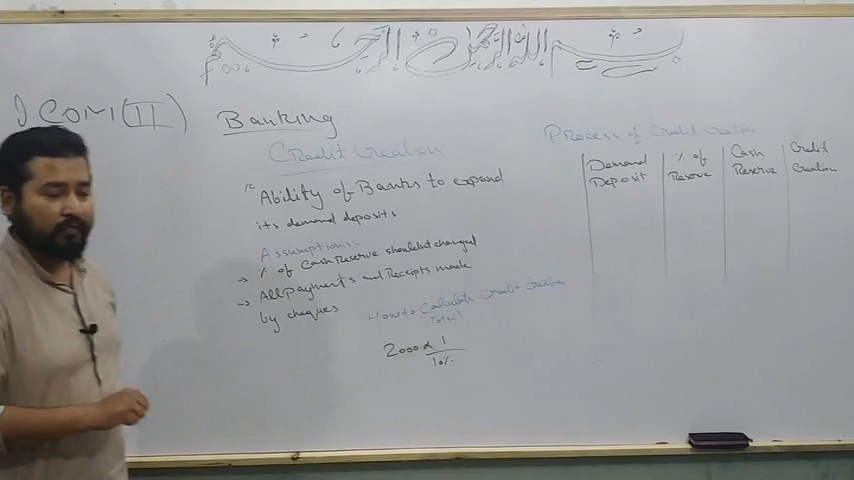 بسم الله الرحمن الرحيم
I.COM(II)
Banking
Credit Creation
"Ability of Banks to expand
its demand deposits
Assumption:-
→ % of Cash Reserve shouldn't changed
→ All payments and Receipts made
by cheques
How to Calculate Credit Creation
Total?
2000 x 1
10%
Process of Credit Creation
Demand Deposit
% of Reserve
Cash Reserve
Credit Creation